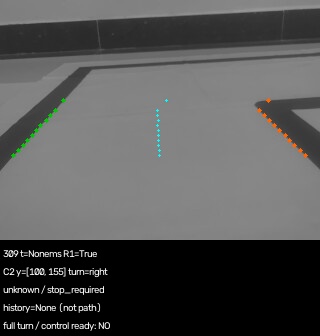 309 t=Nonems R1=True
C2 y=[100, 155] turn=right
unknown / stop_required
history=None (not path)
full turn / control ready: NO